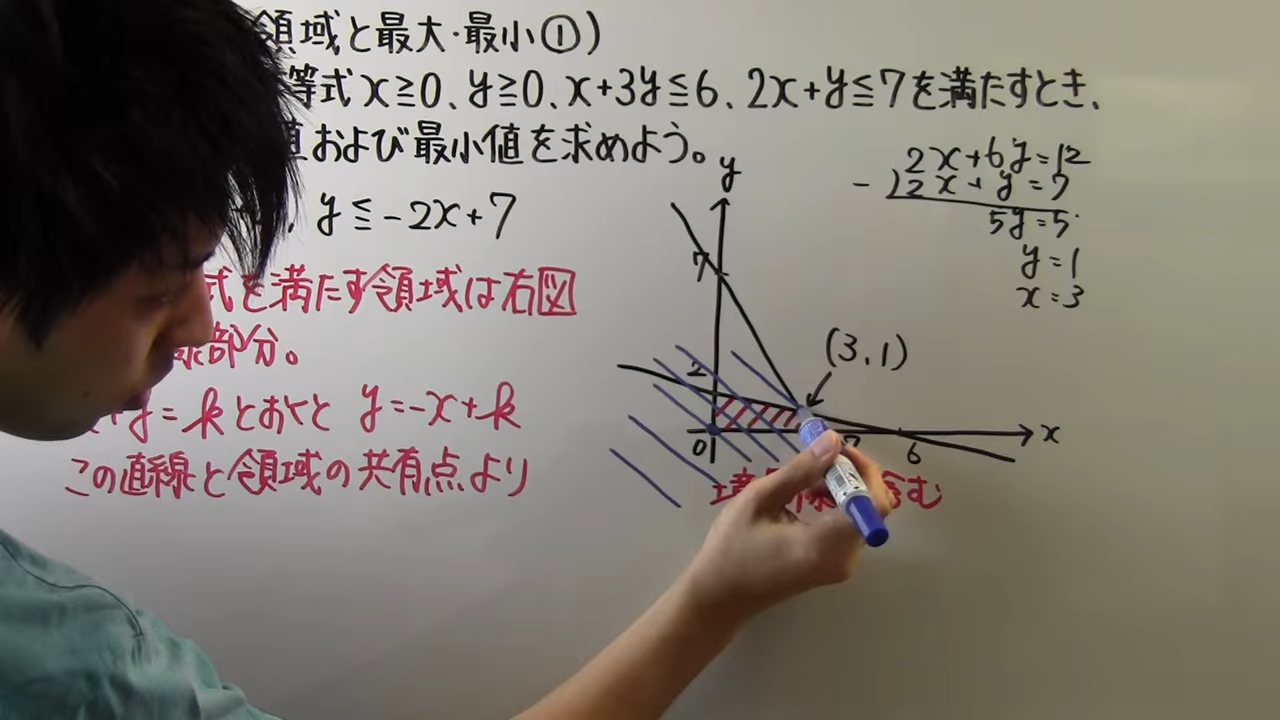 領域と最大・最小①)
等式 x≧0、y≧0、x+3y≦6、2x+y≦7を満たすとき、
値および最小値を求めよう。
, y≦-2x+7
式を満たす領域は右図
線部分。
x+y=kとおくと y=-x+k
この直線と領域の共有点より
2x+6y=12
-)2x+y=7
5y=5
y=1
x=3
y
7
2
(3,1)
0
6
x
含む